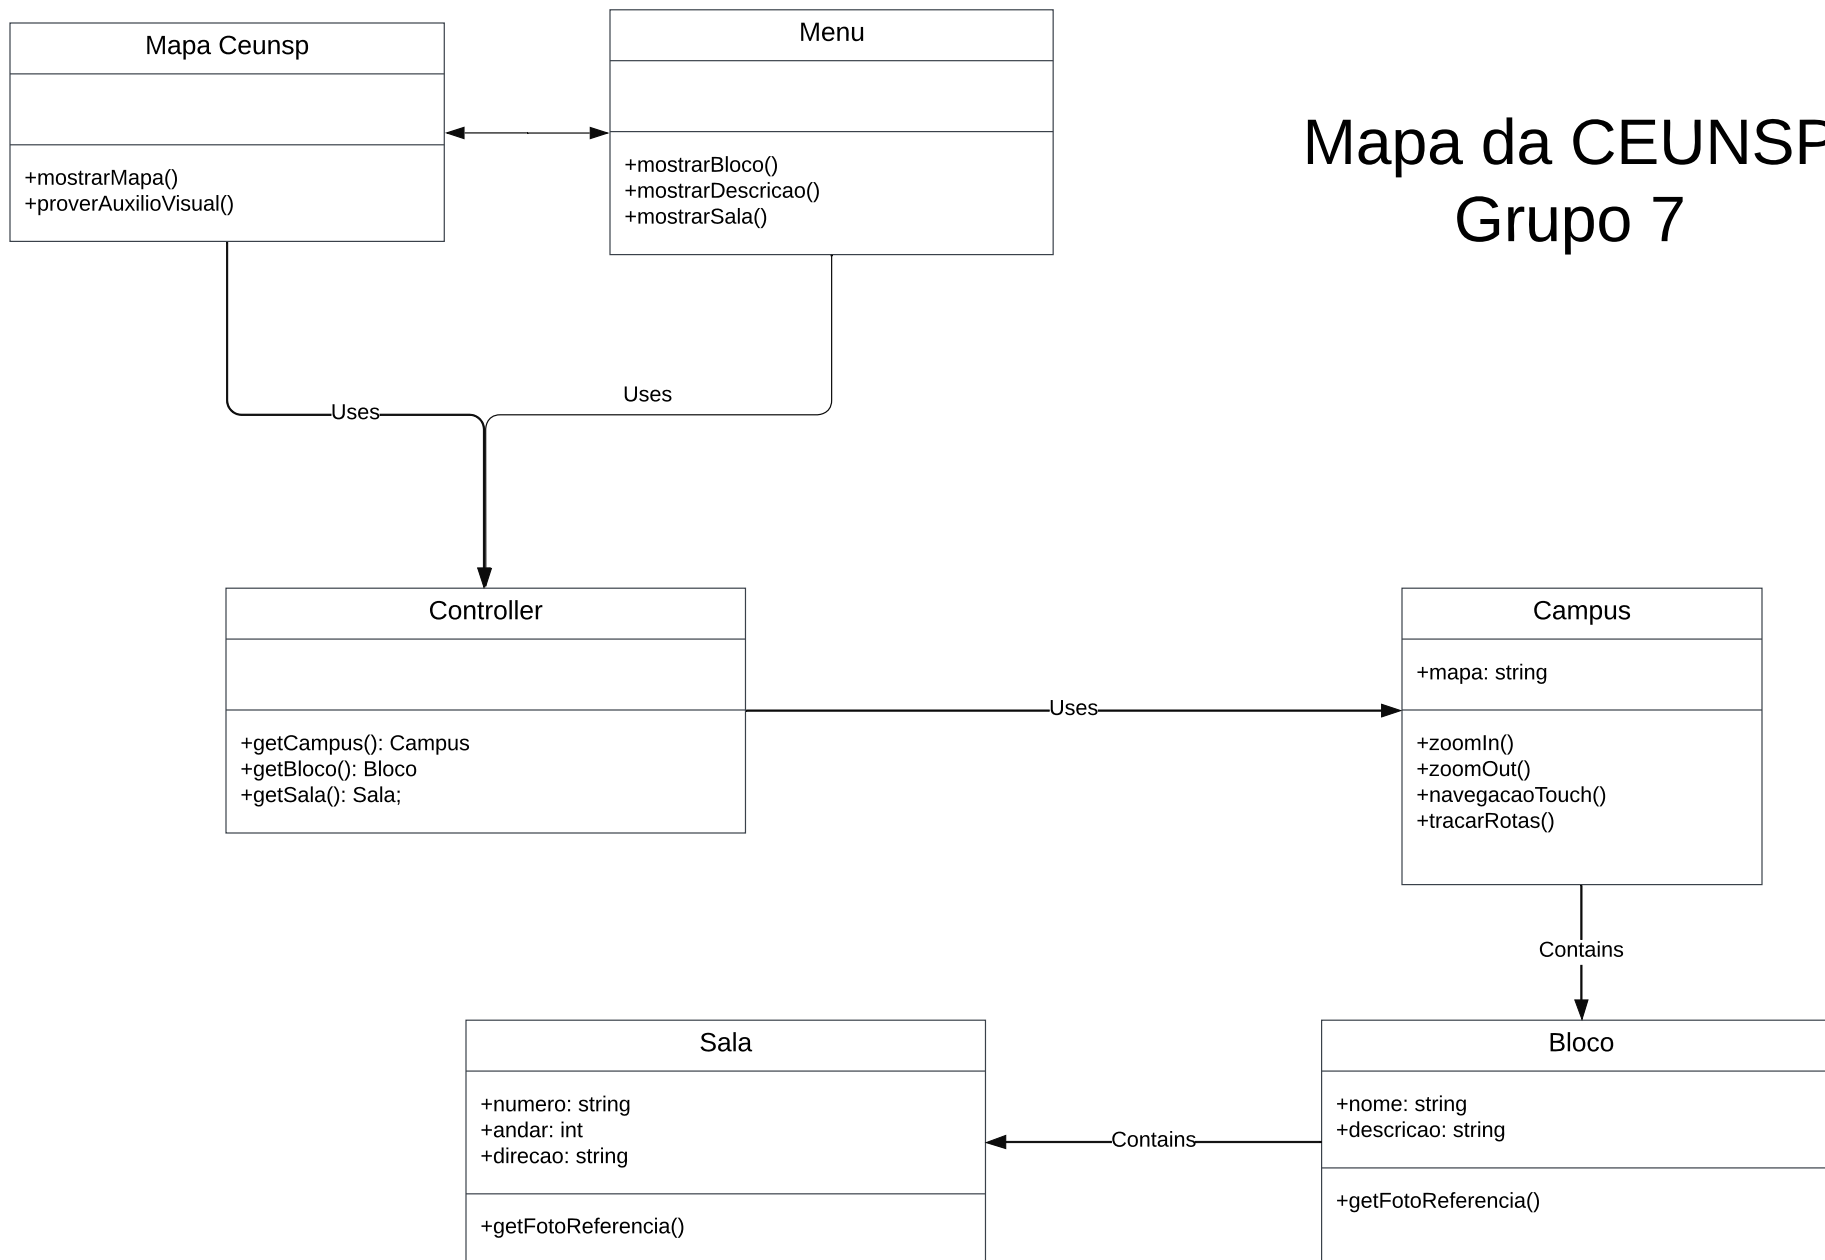 Mapa Ceunsp
+mostrarMapa()
+proverAuxilioVisual()
Menu
+mostrarBloco()
+mostrarDescricao()
+mostrarSala()
Mapa da CEUNSP
Grupo 7
Uses
Uses
Controller
+getCampus(): Campus
+getBloco(): Bloco
+getSala(): Sala;
Uses
Campus
+mapa: string
+zoomIn()
+zoomOut()
+navegacaoTouch()
+tracarRotas()
Contains
Sala
+numero: string
+andar: int
+direcao: string
+getFotoReferencia()
Contains
Bloco
+nome: string
+descricao: string
+getFotoReferencia()